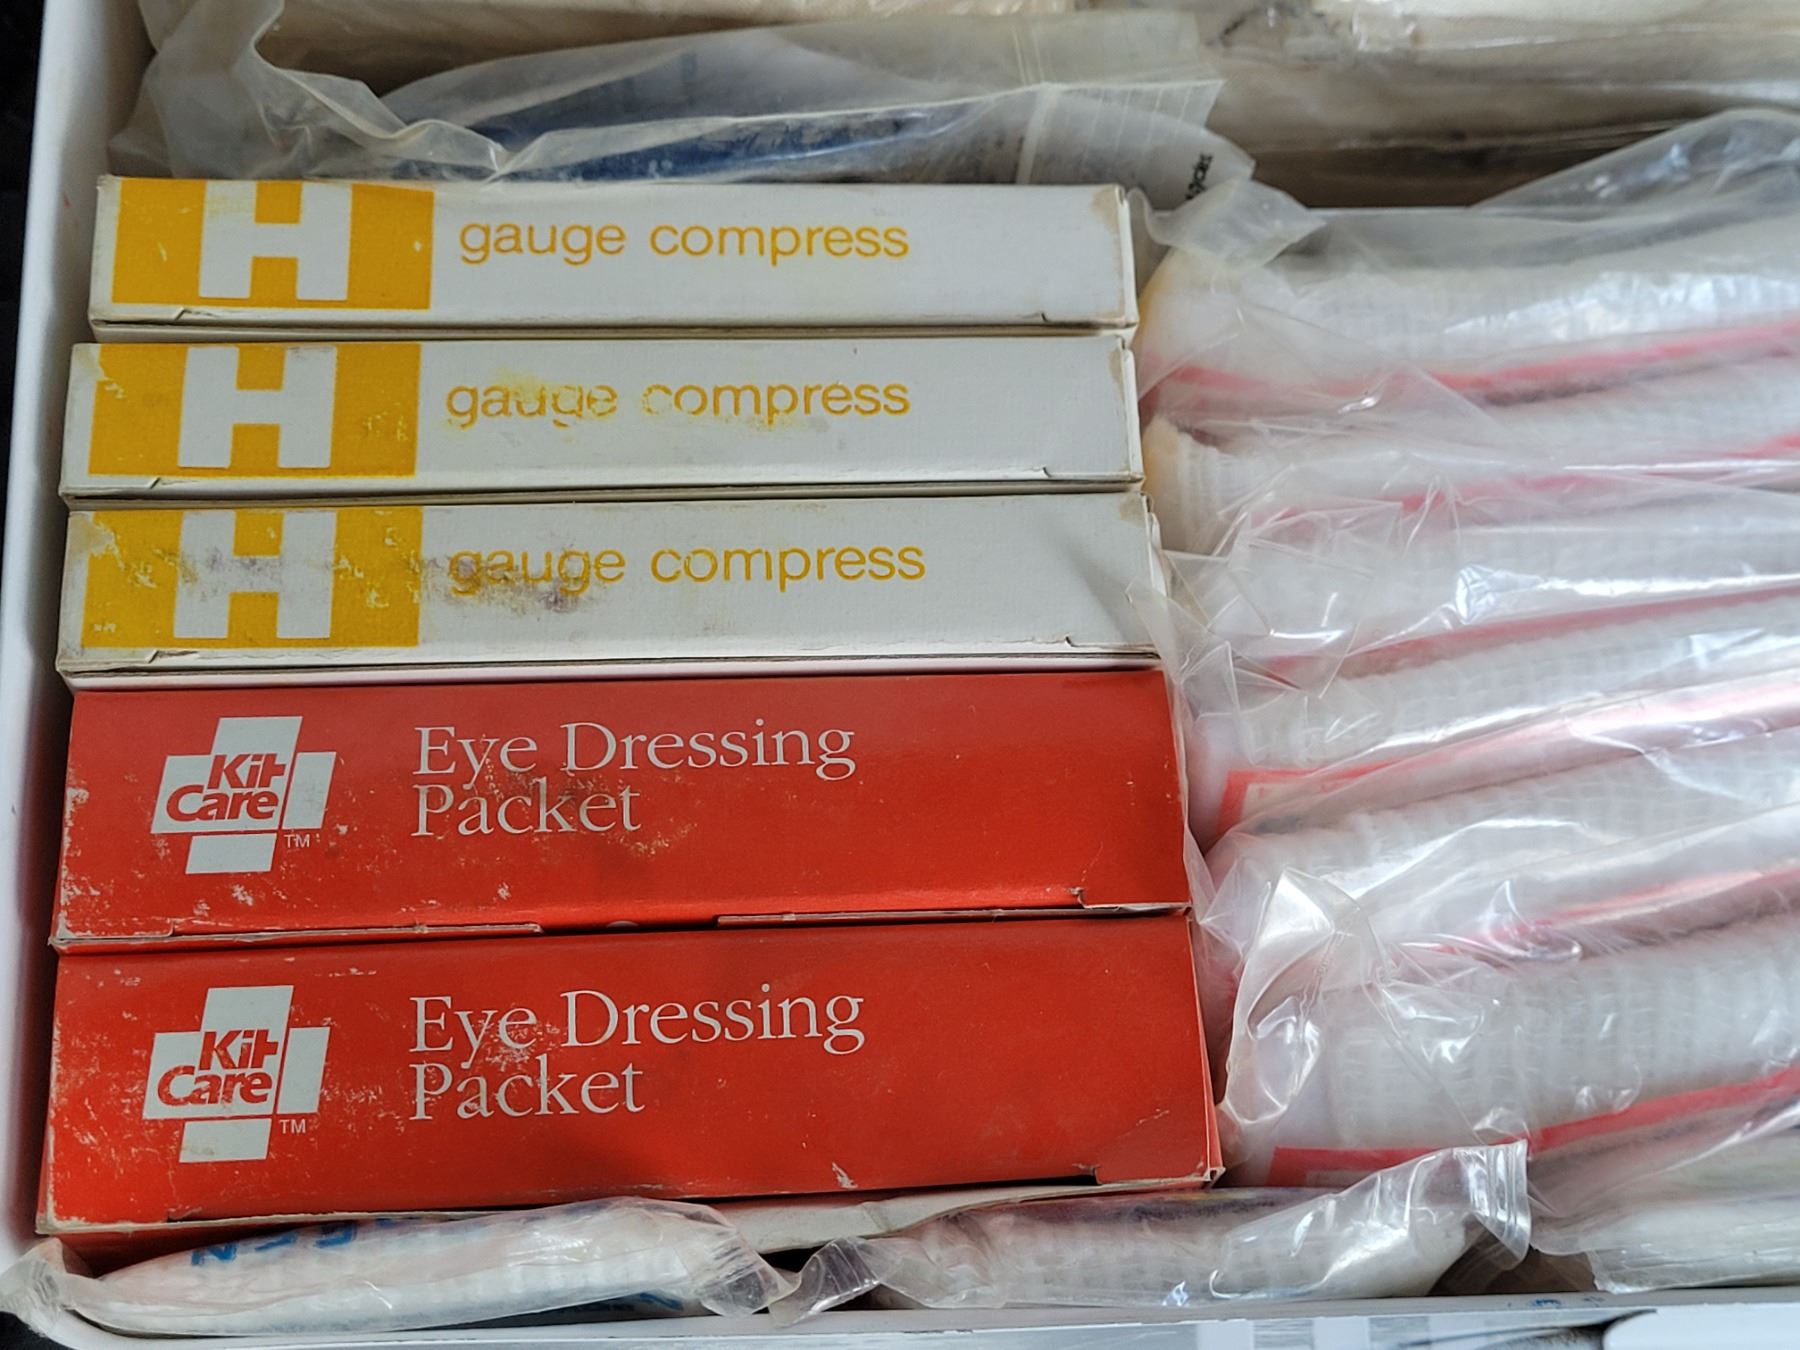 H gauge compress
H gauge compress
H gauge compress
Kit
Care
TM
Eye Dressing
Packet
Kit
Care
TM
Eye Dressing
Packet